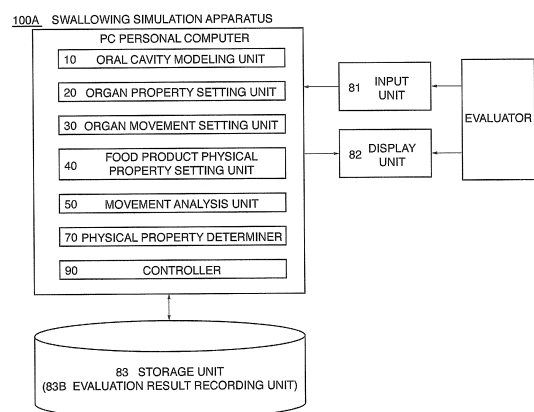 100A SWALLOWING SIMULATION APPARATUS
PC PERSONAL COMPUTER
10 ORAL CAVITY MODELING UNIT
20 ORGAN PROPERTY SETTING UNIT
30 ORGAN MOVEMENT SETTING UNIT
40 FOOD PRODUCT PHYSICAL
PROPERTY SETTING UNIT
50 MOVEMENT ANALYSIS UNIT
70 PHYSICAL PROPERTY DETERMINER
90 CONTROLLER
81 INPUT
UNIT
82 DISPLAY
UNIT
EVALUATOR
83 STORAGE UNIT
(83B EVALUATION RESULT RECORDING UNIT)